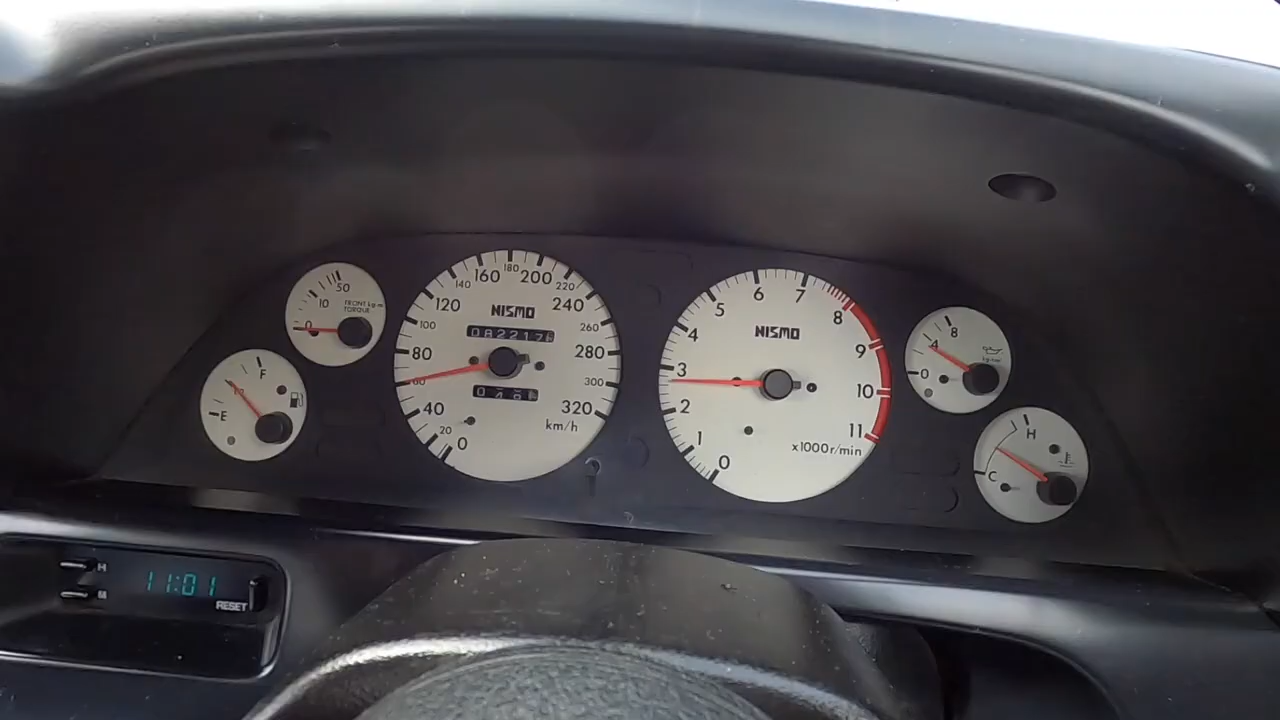 50
10
0
FRONT kg-m
TORQUE
F
1/2
E
NISMO
0
20
40
60
80
100
120
140
160
180
200
220
240
260
280
300
320
km/h
NISMO
0
1
2
3
4
5
6
7
8
9
10
11
x1000r/min
8
4
0
H
C
H
M
11:01
RESET